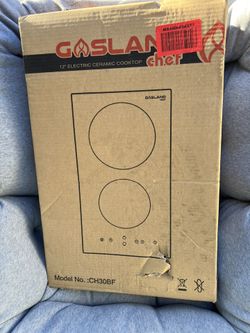 GASLAND
chef
12" ELECTRIC CERAMIC COOKTOP
GASLAND
Model No. :CH30BF